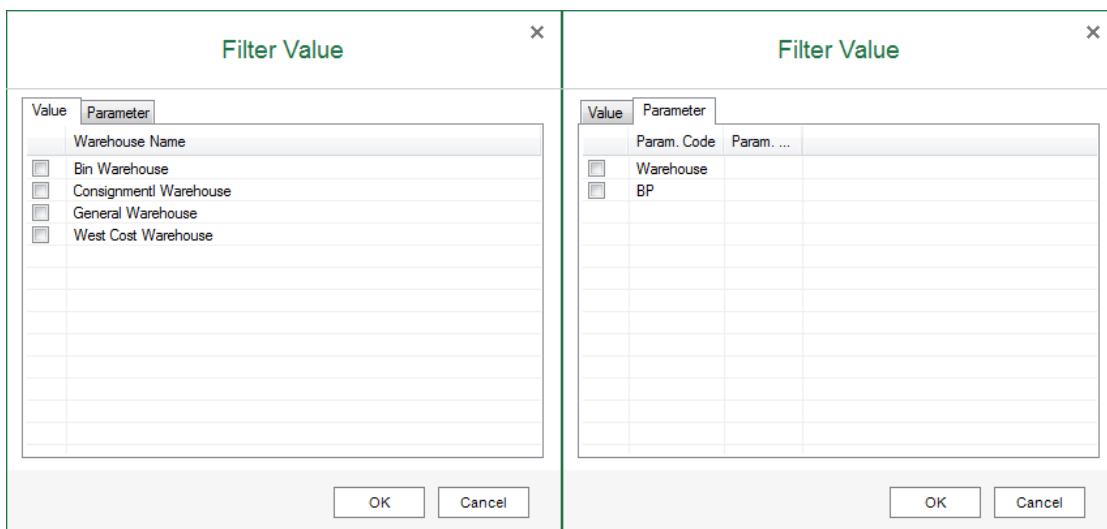 Filter Value
Value Parameter
Warehouse Name
Bin Warehouse
Consignmentl Warehouse
General Warehouse
West Cost Warehouse
OK Cancel
Filter Value
Value Parameter
Param. Code Param. ...
Warehouse
BP
OK Cancel